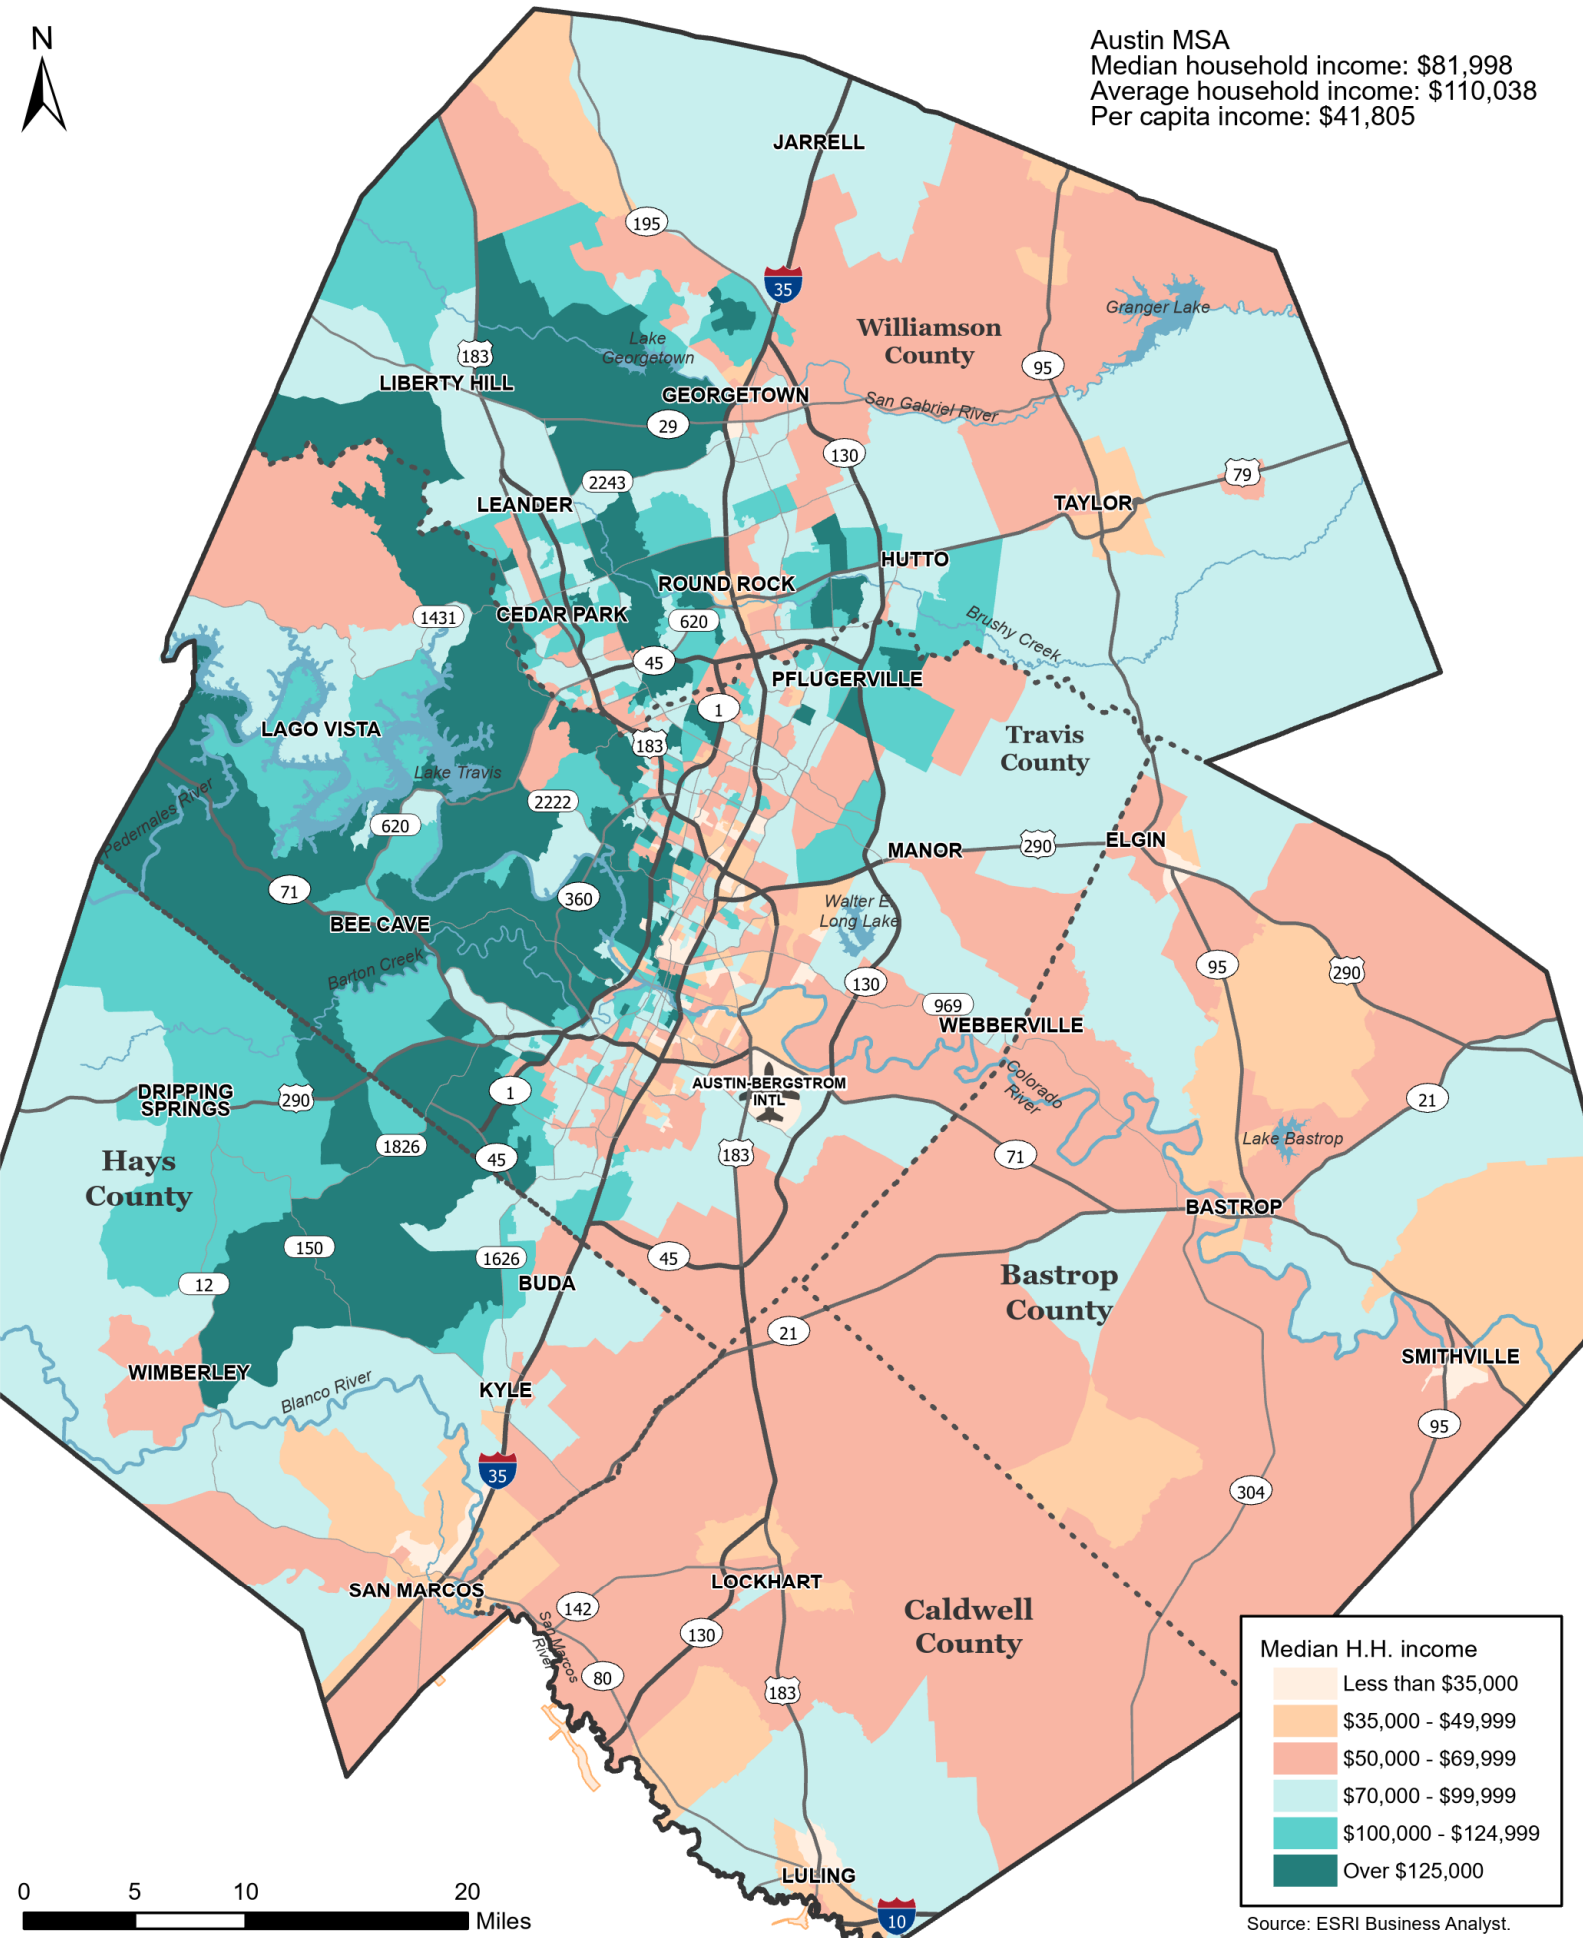 N
Austin MSA
Median household income: $81,998
Average household income: $110,038
Per capita income: $41,805
JARRELL
195
35
Williamson
County
Granger Lake
Lake
Georgetown
183
95
LIBERTY HILL
GEORGETOWN
San Gabriel River
29
130
79
2243
LEANDER
TAYLOR
HUTTO
ROUND ROCK
1431
CEDAR PARK
620
Brushy Creek
45
PFLUGERVILLE
1
LAGO VISTA
183
Travis
County
Lake Travis
Pedernales River
2222
620
MANOR
290
ELGIN
71
360
Walter E
Long Lake
BEE CAVE
Barton Creek
95
290
130
969
WEBBERVILLE
AUSTIN-BERGSTROM
INTL
Colorado
River
DRIPPING
SPRINGS
290
1
21
Lake Bastrop
1826
45
183
71
Hays
County
BASTROP
150
1626
45
12
BUDA
Bastrop
County
21
WIMBERLEY
Blanco River
KYLE
SMITHVILLE
95
35
304
SAN MARCOS
LOCKHART
142
San Marcos
River
130
Caldwell
County
80
183
LULING
10
Median H.H. income
Less than $35,000
$35,000 - $49,999
$50,000 - $69,999
$70,000 - $99,999
$100,000 - $124,999
Over $125,000
0 5 10 20
Miles
Source: ESRI Business Analyst.